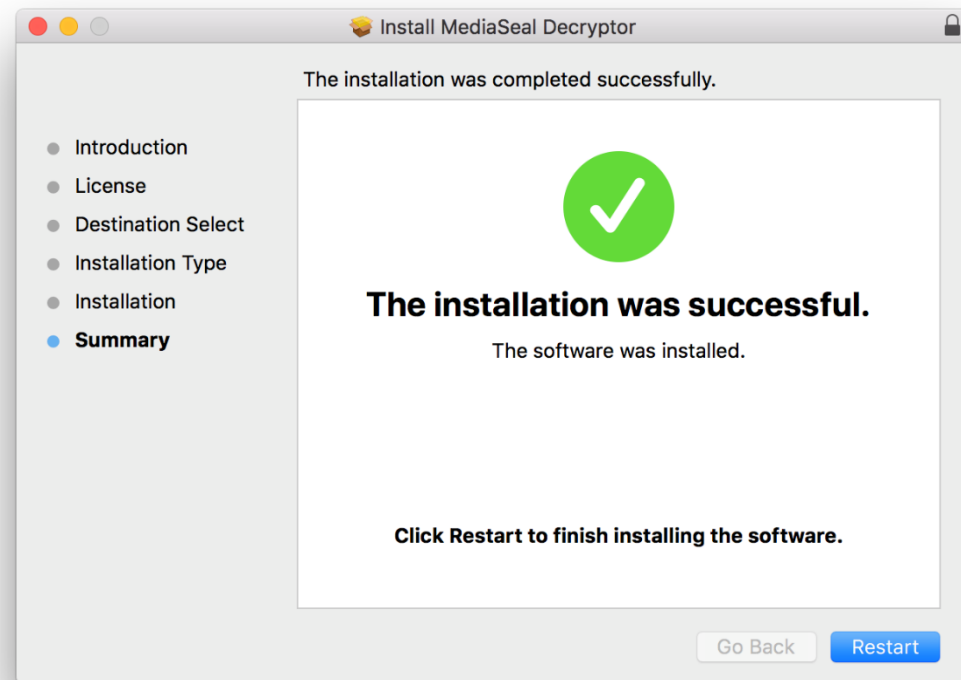 Install MediaSeal Decryptor
The installation was completed successfully.
Introduction
License
Destination Select
Installation Type
Installation
Summary
The installation was successful.
The software was installed.
Click Restart to finish installing the software.
Go Back
Restart